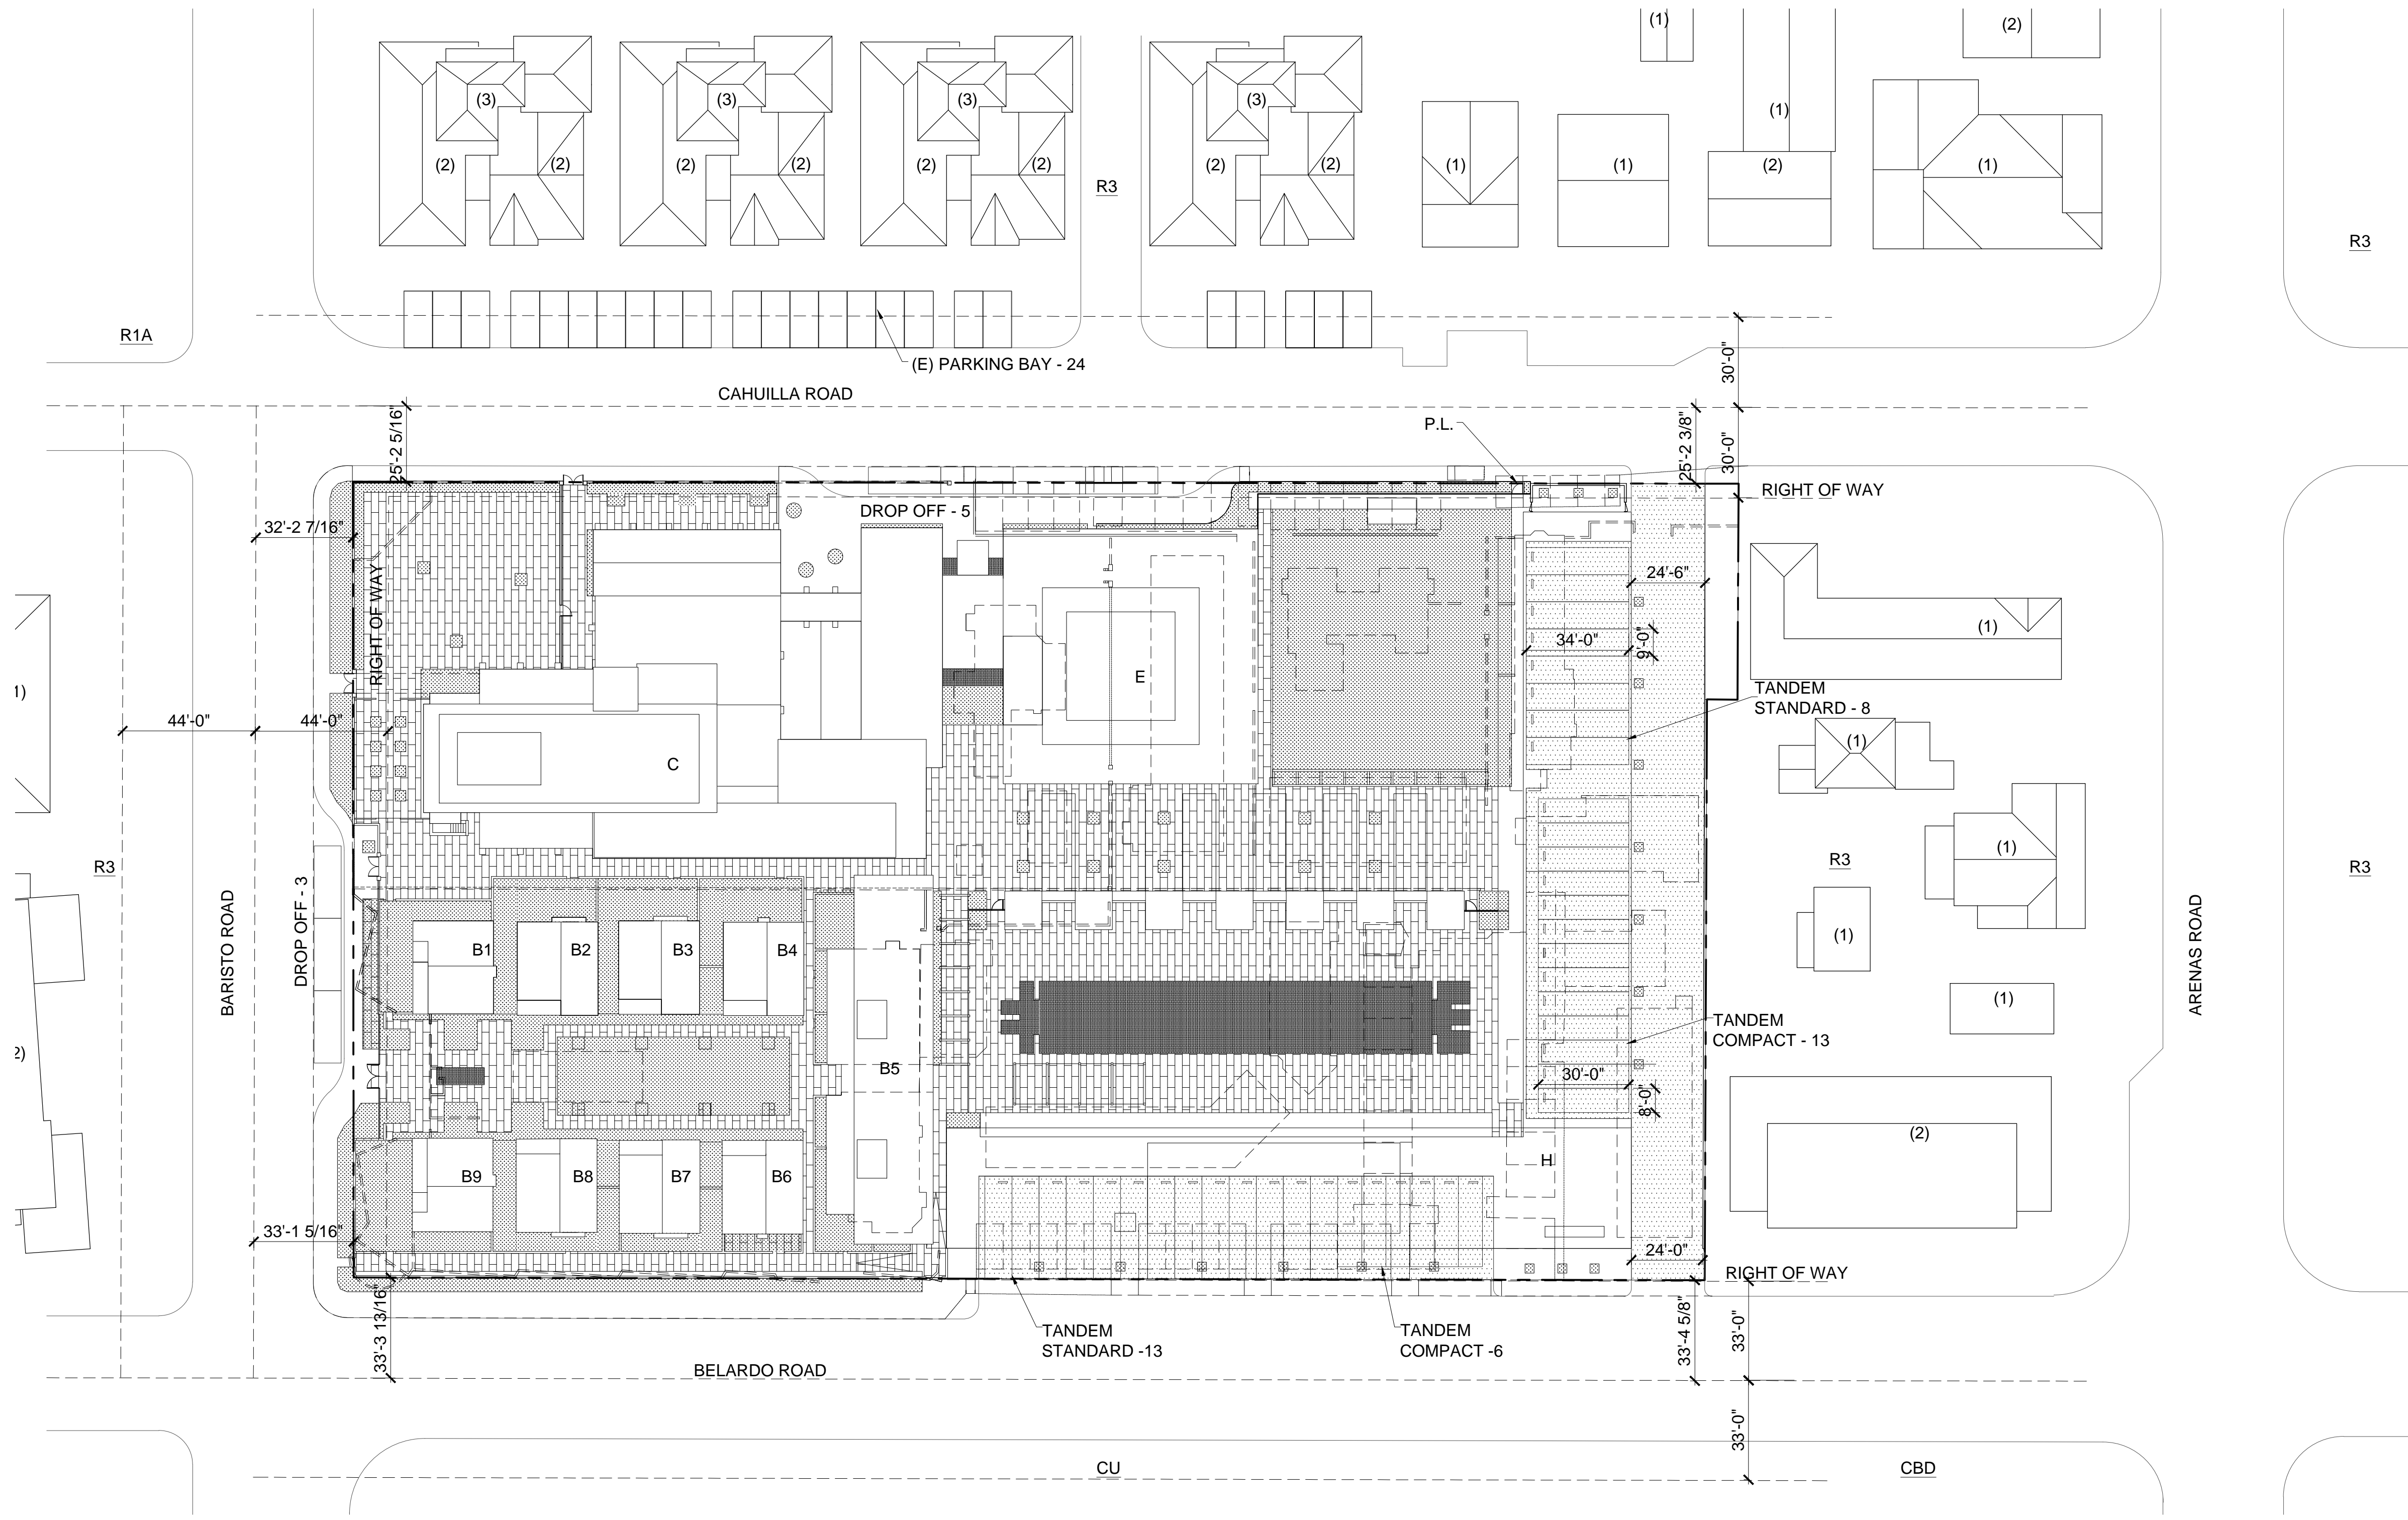 (1)
(2)
(3)
(3)
(3)
(3)
(1)
(2)
(2)
(2)
(2)
(2)
(2)
(2)
(2)
(1)
(1)
(2)
(1)
R3
R3
R1A
(E) PARKING BAY - 24
30'-0"
CAHUILLA ROAD
25'-2 5/16"
P.L.
25'-2 3/8"
30'-0"
RIGHT OF WAY
DROP OFF - 5
32'-2 7/16"
RIGHT OF WAY
24'-6"
34'-0"
9'-0"
(1)
E
TANDEM
STANDARD - 8
1)
44'-0"
44'-0"
C
(1)
R3
DROP OFF - 3
BARISTO ROAD
(1)
R3
R3
ARENAS ROAD
B1
B2
B3
B4
(1)
(1)
TANDEM
COMPACT - 13
2)
B5
30'-0"
8'-0"
(2)
B9
B8
B7
B6
H
33'-1 5/16"
24'-0"
RIGHT OF WAY
33'-3 13/16"
TANDEM
STANDARD -13
TANDEM
COMPACT -6
33'-4 5/8"
33'-0"
BELARDO ROAD
33'-0"
CU
CBD